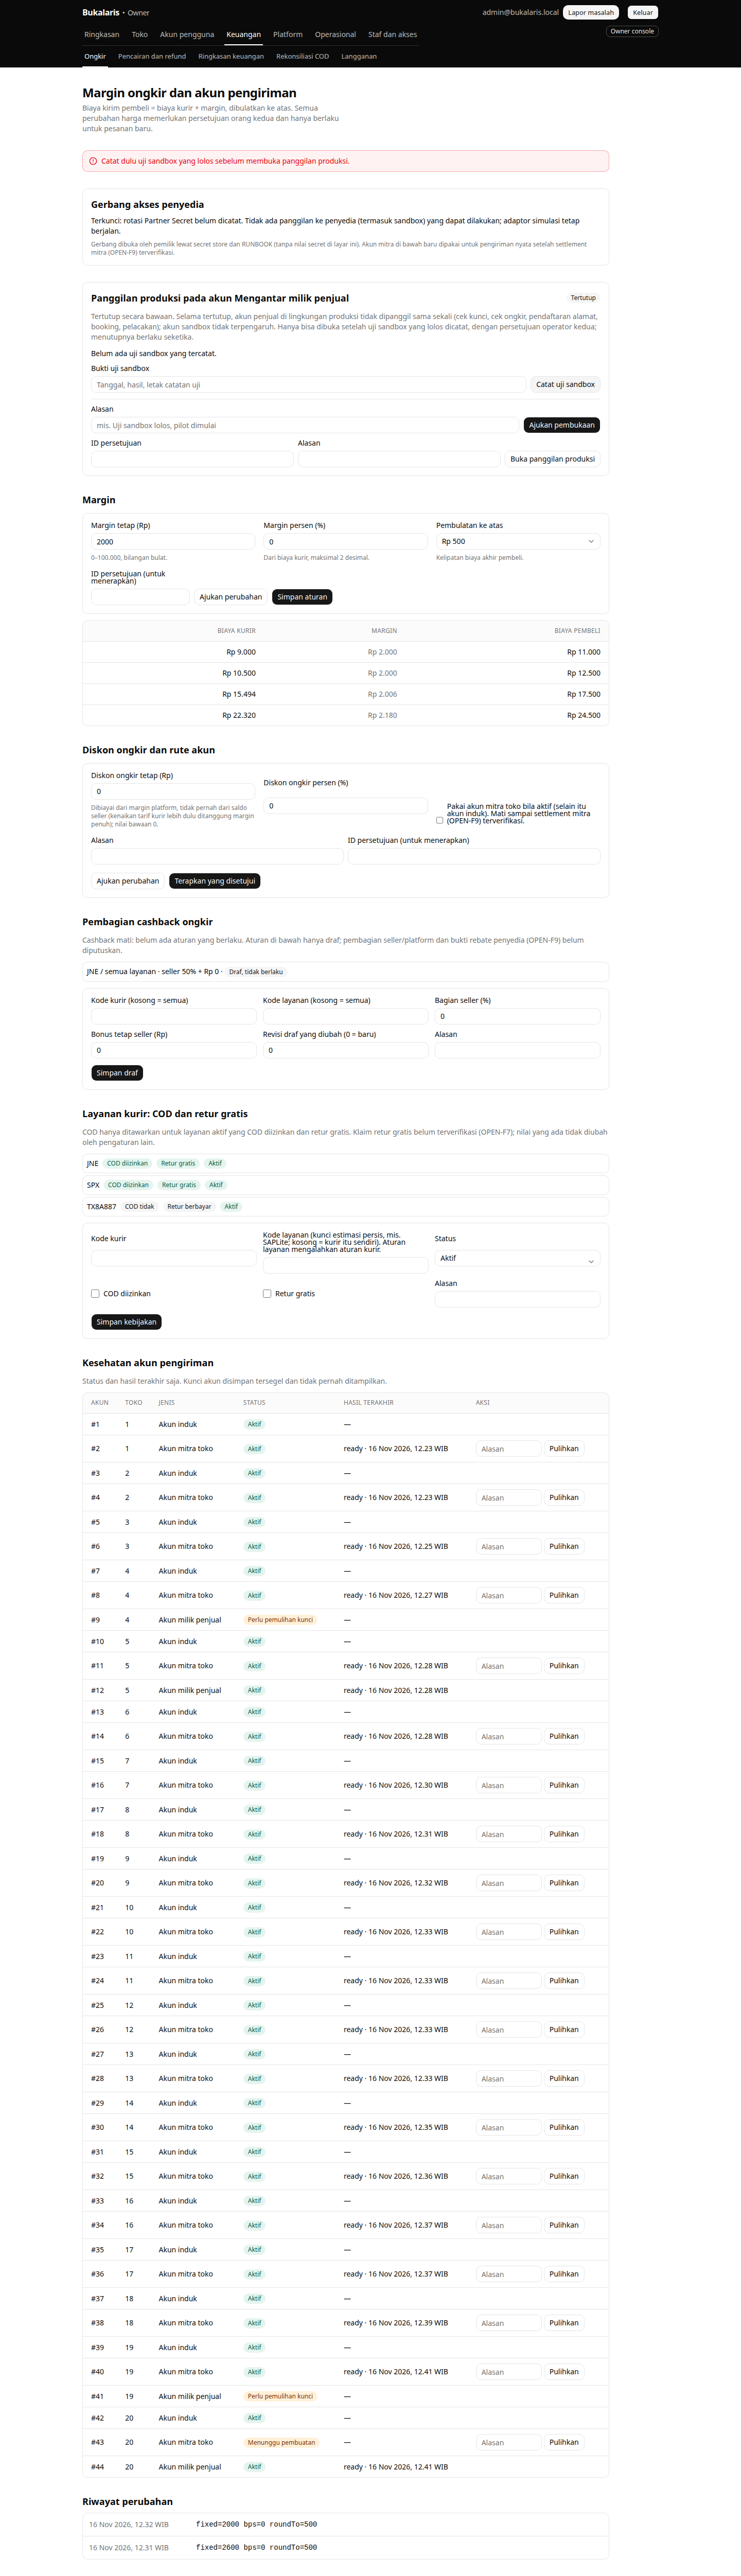 Bukalaris • Owner
admin@bukalaris.local
Lapor masalah
Keluar
Ringkasan Toko Akun pengguna Keuangan Platform Operasional Staf dan akses
Owner console
Ongkir Pencairan dan refund Ringkasan keuangan Rekonsiliasi COD Langganan
Margin ongkir dan akun pengiriman
Biaya kirim pembeli = biaya kurir + margin, dibulatkan ke atas. Semua
perubahan harga memerlukan persetujuan orang kedua dan hanya berlaku
untuk pesanan baru.
Catat dulu uji sandbox yang lolos sebelum membuka panggilan produksi.
Gerbang akses penyedia
Terkunci: rotasi Partner Secret belum dicatat. Tidak ada panggilan ke penyedia (termasuk sandbox) yang dapat dilakukan; adaptor simulasi tetap
berjalan.
Gerbang dibuka oleh pemilik lewat secret store dan RUNBOOK (tanpa nilai secret di layar ini). Akun mitra di bawah baru dipakai untuk pengiriman nyata setelah settlement
mitra (OPEN-F9) terverifikasi.
Panggilan produksi pada akun Mengantar milik penjual
Tertutup
Tertutup secara bawaan. Selama tertutup, akun penjual di lingkungan produksi tidak dipanggil sama sekali (cek kunci, cek ongkir, pendaftaran alamat,
booking, pelacakan); akun sandbox tidak terpengaruh. Hanya bisa dibuka setelah uji sandbox yang lolos dicatat, dengan persetujuan operator kedua;
menutupnya berlaku seketika.
Belum ada uji sandbox yang tercatat.
Bukti uji sandbox
Tanggal, hasil, letak catatan uji
Catat uji sandbox
Alasan
mis. Uji sandbox lolos, pilot dimulai
Ajukan pembukaan
ID persetujuan Alasan
Buka panggilan produksi
Margin
Margin tetap (Rp) Margin persen (%) Pembulatan ke atas
2000 0 Rp 500
0–100.000, bilangan bulat. Dari biaya kurir, maksimal 2 desimal. Kelipatan biaya akhir pembeli.
ID persetujuan (untuk
menerapkan)
Ajukan perubahan Simpan aturan
BIAYA KURIR MARGIN BIAYA PEMBELI
Rp 9.000 Rp 2.000 Rp 11.000
Rp 10.500 Rp 2.000 Rp 12.500
Rp 15.494 Rp 2.006 Rp 17.500
Rp 22.320 Rp 2.180 Rp 24.500
Diskon ongkir dan rute akun
Diskon ongkir tetap (Rp)
0
Dibiayai dari margin platform, tidak pernah dari saldo
seller (kenaikan tarif kurir lebih dulu ditanggung margin
penuh); nilai bawaan 0.
Diskon ongkir persen (%)
0
Pakai akun mitra toko bila aktif (selain itu
akun induk). Mati sampai settlement mitra
(OPEN-F9) terverifikasi.
Alasan ID persetujuan (untuk menerapkan)
Ajukan perubahan Terapkan yang disetujui
Pembagian cashback ongkir
Cashback mati: belum ada aturan yang berlaku. Aturan di bawah hanya draf; pembagian seller/platform dan bukti rebate penyedia (OPEN-F9) belum
diputuskan.
JNE / semua layanan · seller 50% + Rp 0 · Draf, tidak berlaku
Kode kurir (kosong = semua) Kode layanan (kosong = semua) Bagian seller (%)
0
Bonus tetap seller (Rp) Revisi draf yang diubah (0 = baru) Alasan
0 0
Simpan draf
Layanan kurir: COD dan retur gratis
COD hanya ditawarkan untuk layanan aktif yang COD diizinkan dan retur gratis. Klaim retur gratis belum terverifikasi (OPEN-F7); nilai yang ada tidak diubah
oleh pengaturan lain.
JNE COD diizinkan Retur gratis Aktif
SPX COD diizinkan Retur gratis Aktif
TX8A887 COD tidak Retur berbayar Aktif
Kode kurir
Kode layanan (kunci estimasi persis, mis.
SAPLite; kosong = kurir itu sendiri). Aturan
layanan mengalahkan aturan kurir.
Status
Aktif
COD diizinkan Retur gratis
Alasan
Simpan kebijakan
Kesehatan akun pengiriman
Status dan hasil terakhir saja. Kunci akun disimpan tersegel dan tidak pernah ditampilkan.
AKUN TOKO JENIS STATUS HASIL TERAKHIR AKSI
#1 1 Akun induk Aktif —
#2 1 Akun mitra toko Aktif ready · 16 Nov 2026, 12.23 WIB Alasan Pulihkan
#3 2 Akun induk Aktif —
#4 2 Akun mitra toko Aktif ready · 16 Nov 2026, 12.23 WIB Alasan Pulihkan
#5 3 Akun induk Aktif —
#6 3 Akun mitra toko Aktif ready · 16 Nov 2026, 12.25 WIB Alasan Pulihkan
#7 4 Akun induk Aktif —
#8 4 Akun mitra toko Aktif ready · 16 Nov 2026, 12.27 WIB Alasan Pulihkan
#9 4 Akun milik penjual Perlu pemulihan kunci —
#10 5 Akun induk Aktif —
#11 5 Akun mitra toko Aktif ready · 16 Nov 2026, 12.28 WIB Alasan Pulihkan
#12 5 Akun milik penjual Aktif ready · 16 Nov 2026, 12.28 WIB
#13 6 Akun induk Aktif —
#14 6 Akun mitra toko Aktif ready · 16 Nov 2026, 12.28 WIB Alasan Pulihkan
#15 7 Akun induk Aktif —
#16 7 Akun mitra toko Aktif ready · 16 Nov 2026, 12.30 WIB Alasan Pulihkan
#17 8 Akun induk Aktif —
#18 8 Akun mitra toko Aktif ready · 16 Nov 2026, 12.31 WIB Alasan Pulihkan
#19 9 Akun induk Aktif —
#20 9 Akun mitra toko Aktif ready · 16 Nov 2026, 12.32 WIB Alasan Pulihkan
#21 10 Akun induk Aktif —
#22 10 Akun mitra toko Aktif ready · 16 Nov 2026, 12.33 WIB Alasan Pulihkan
#23 11 Akun induk Aktif —
#24 11 Akun mitra toko Aktif ready · 16 Nov 2026, 12.33 WIB Alasan Pulihkan
#25 12 Akun induk Aktif —
#26 12 Akun mitra toko Aktif ready · 16 Nov 2026, 12.33 WIB Alasan Pulihkan
#27 13 Akun induk Aktif —
#28 13 Akun mitra toko Aktif ready · 16 Nov 2026, 12.33 WIB Alasan Pulihkan
#29 14 Akun induk Aktif —
#30 14 Akun mitra toko Aktif ready · 16 Nov 2026, 12.35 WIB Alasan Pulihkan
#31 15 Akun induk Aktif —
#32 15 Akun mitra toko Aktif ready · 16 Nov 2026, 12.36 WIB Alasan Pulihkan
#33 16 Akun induk Aktif —
#34 16 Akun mitra toko Aktif ready · 16 Nov 2026, 12.37 WIB Alasan Pulihkan
#35 17 Akun induk Aktif —
#36 17 Akun mitra toko Aktif ready · 16 Nov 2026, 12.37 WIB Alasan Pulihkan
#37 18 Akun induk Aktif —
#38 18 Akun mitra toko Aktif ready · 16 Nov 2026, 12.39 WIB Alasan Pulihkan
#39 19 Akun induk Aktif —
#40 19 Akun mitra toko Aktif ready · 16 Nov 2026, 12.41 WIB Alasan Pulihkan
#41 19 Akun milik penjual Perlu pemulihan kunci —
#42 20 Akun induk Aktif —
#43 20 Akun mitra toko Menunggu pembuatan — Alasan Pulihkan
#44 20 Akun milik penjual Aktif ready · 16 Nov 2026, 12.41 WIB
Riwayat perubahan
16 Nov 2026, 12.32 WIB fixed=2000 bps=0 roundTo=500
16 Nov 2026, 12.31 WIB fixed=2600 bps=0 roundTo=500